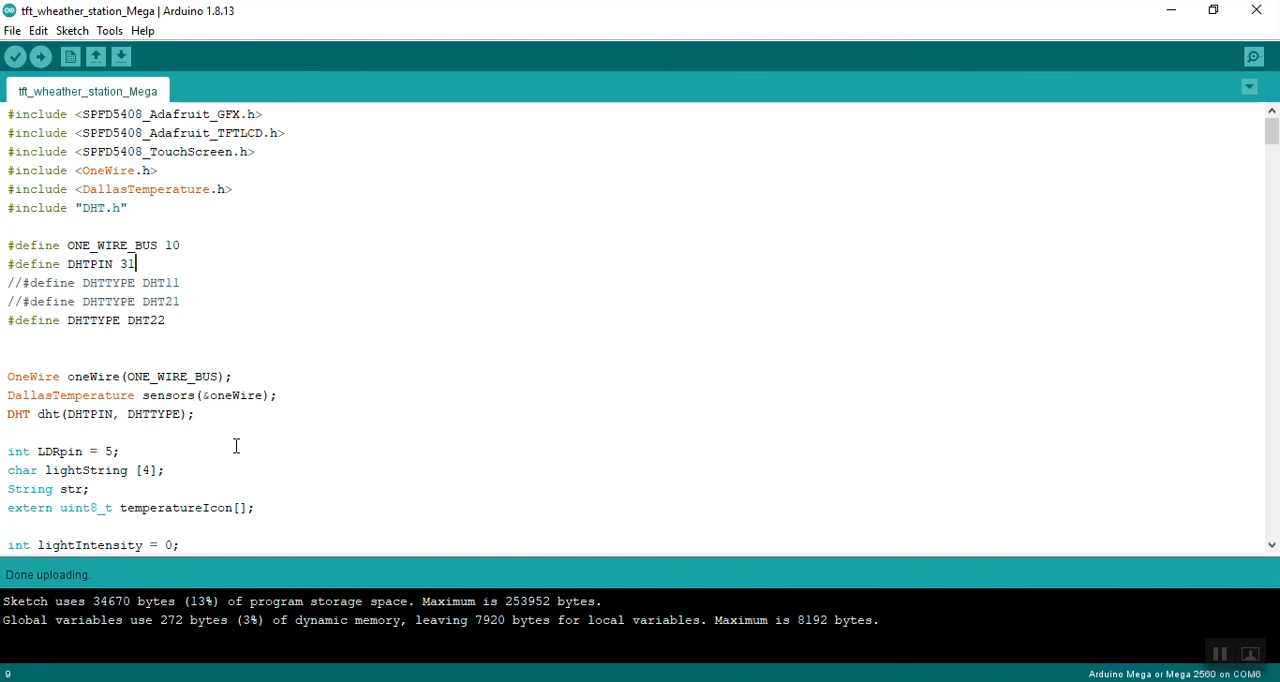 tft_wheather_station_Mega | Arduino 1.8.13
File Edit Sketch Tools Help
tft_wheather_station_Mega
#include <SPFD5408_Adafruit_GFX.h>
#include <SPFD5408_Adafruit_TFTLCD.h>
#include <SPFD5408_TouchScreen.h>
#include <OneWire.h>
#include <DallasTemperature.h>
#include "DHT.h"
#define ONE_WIRE_BUS 10
#define DHTPIN 31
//#define DHTTYPE DHT11
//#define DHTTYPE DHT21
#define DHTTYPE DHT22
OneWire oneWire(ONE_WIRE_BUS);
DallasTemperature sensors(&oneWire);
DHT dht(DHTPIN, DHTTYPE);
int LDRpin = 5;
char lightString [4];
String str;
extern uint8_t temperatureIcon[];
int lightIntensity = 0;
Done uploading.
Sketch uses 34670 bytes (13%) of program storage space. Maximum is 253952 bytes.
Global variables use 272 bytes (3%) of dynamic memory, leaving 7920 bytes for local variables. Maximum is 8192 bytes.
9
Arduino Mega or Mega 2560 on COM6